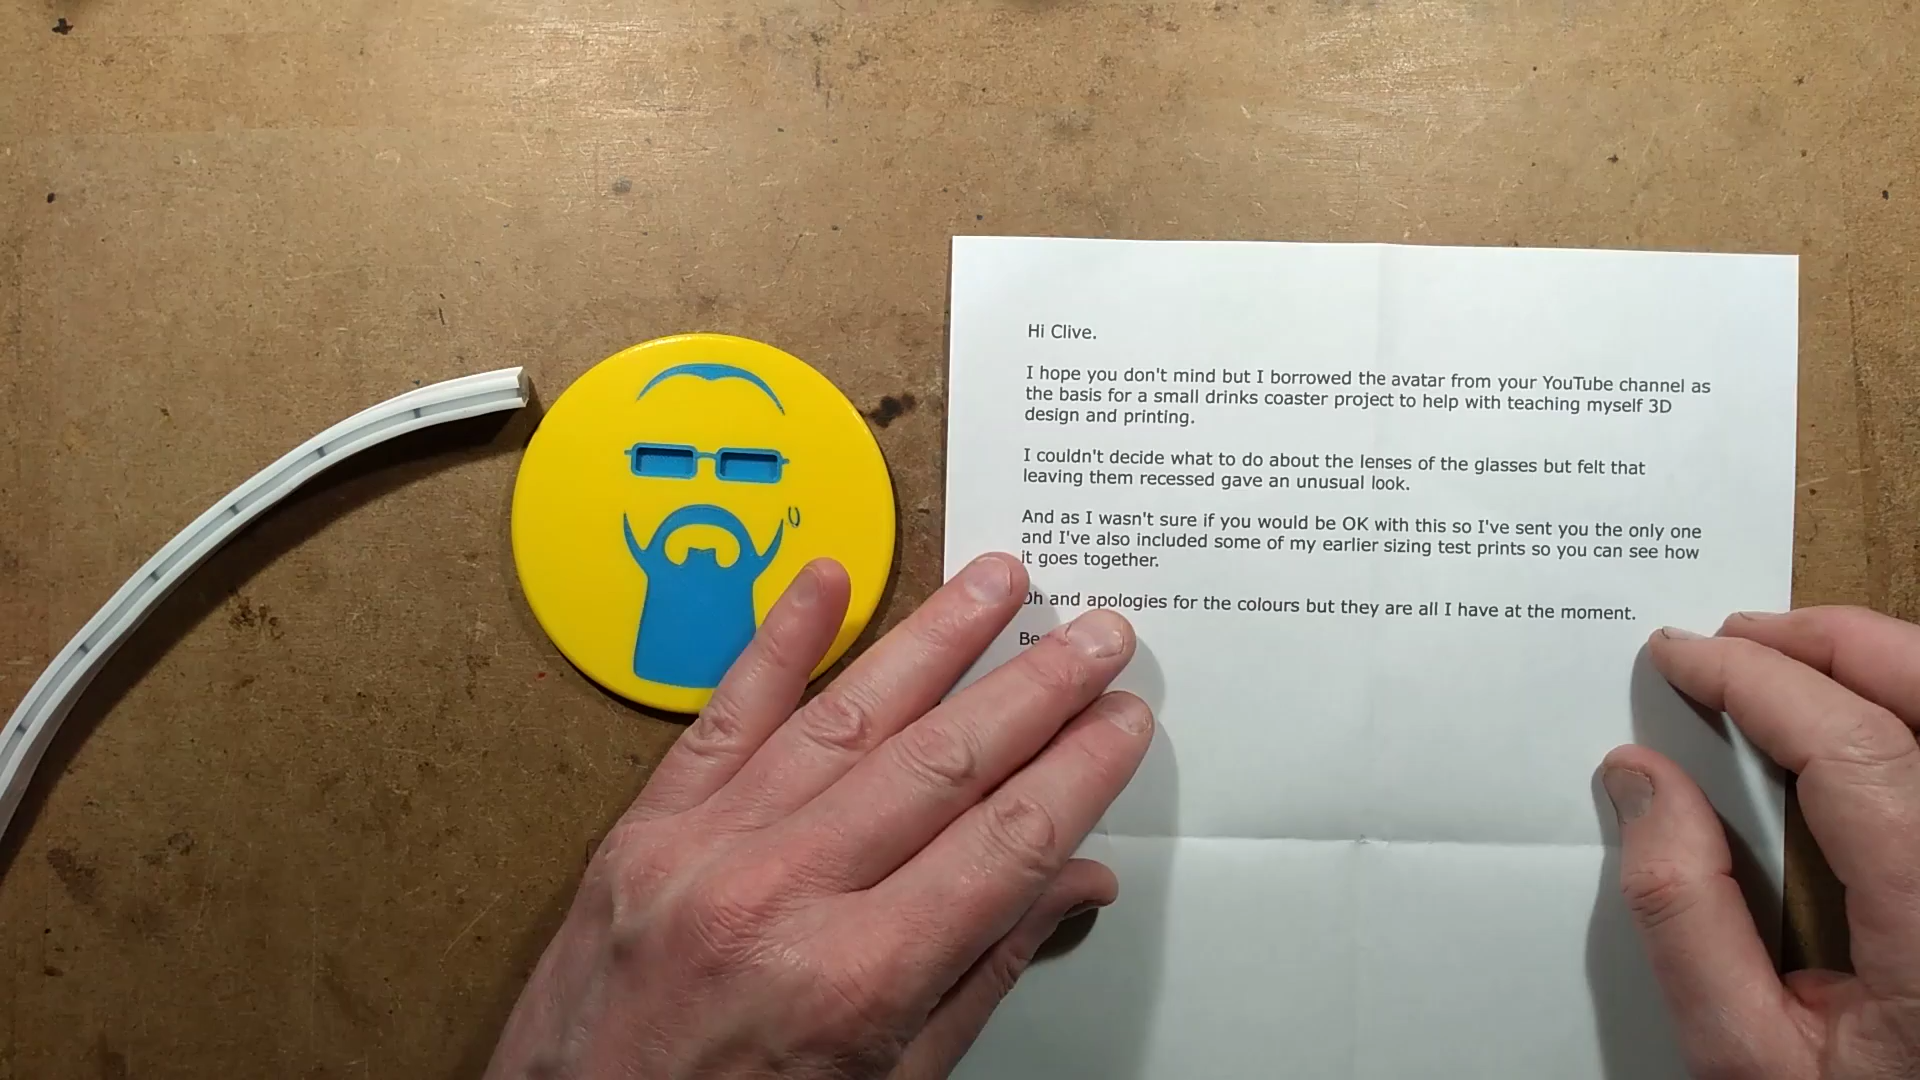 Hi Clive.
I hope you don't mind but I borrowed the avatar from your YouTube channel as
the basis for a small drinks coaster project to help with teaching myself 3D
design and printing.
I couldn't decide what to do about the lenses of the glasses but felt that
leaving them recessed gave an unusual look.
And as I wasn't sure if you would be OK with this so I've sent you the only one
and I've also included some of my earlier sizing test prints so you can see how
it goes together.
Oh and apologies for the colours but they are all I have at the moment.